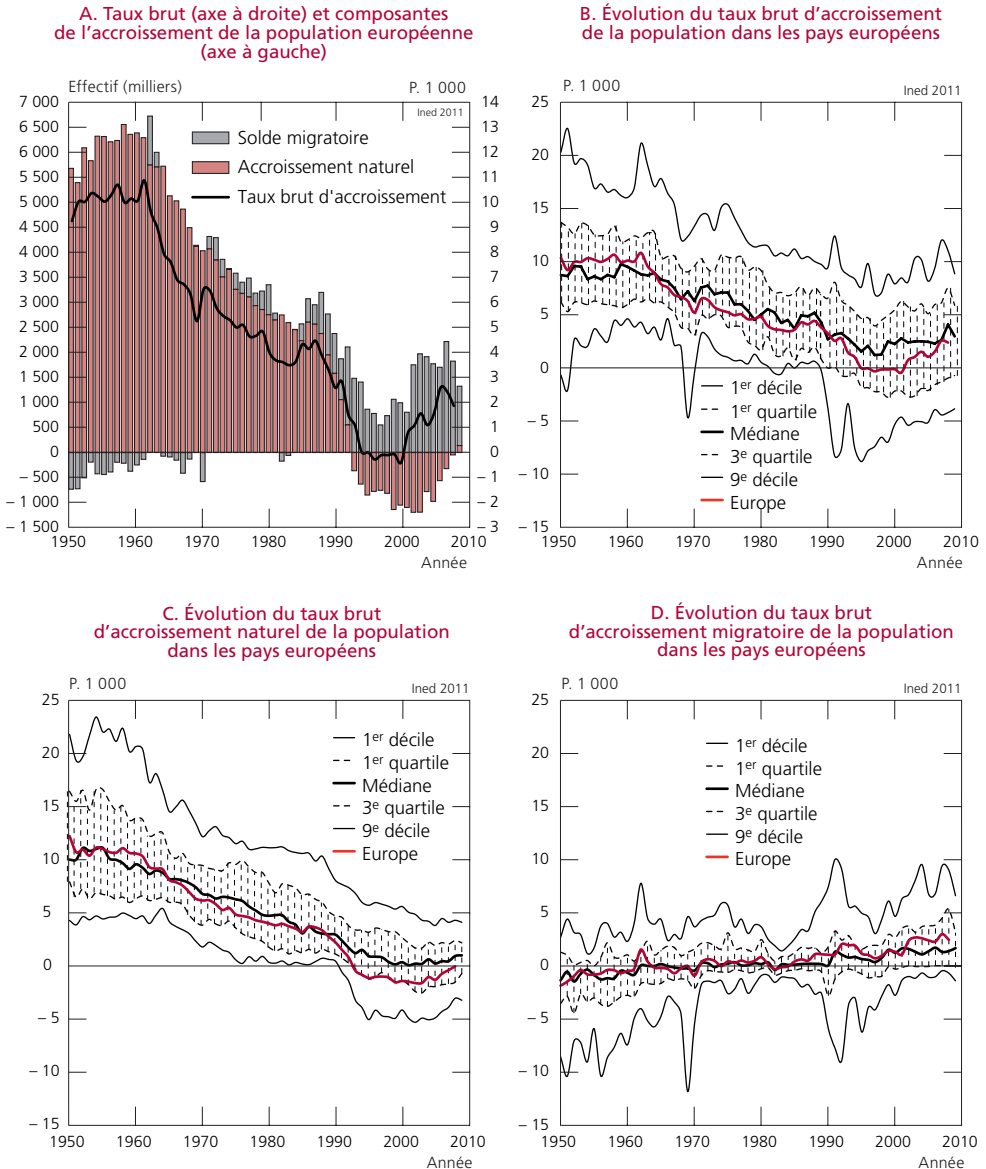 A. Taux brut (axe à droite) et composantes
de l'accroissement de la population européenne
(axe à gauche)
Effectif (milliers)
P. 1 000
Ined 2011
7 000
6 500
6 000
5 500
5 000
4 500
4 000
3 500
3 000
2 500
2 000
1 500
1 000
500
0
– 500
– 1 000
– 1 500
14
13
12
11
10
9
8
7
6
5
4
3
2
1
0
– 1
– 2
– 3
Solde migratoire
Accroissement naturel
Taux brut d'accroissement
1950 1960 1970 1980 1990 2000 2010
Année
B. Évolution du taux brut d'accroissement
de la population dans les pays européens
P. 1 000
Ined 2011
25
20
15
10
5
0
– 5
– 10
– 15
1er décile
1er quartile
Médiane
3e quartile
9e décile
Europe
1950 1960 1970 1980 1990 2000 2010
Année
C. Évolution du taux brut
d'accroissement naturel de la population
dans les pays européens
P. 1 000
Ined 2011
25
20
15
10
5
0
– 5
– 10
– 15
1er décile
1er quartile
Médiane
3e quartile
9e décile
Europe
1950 1960 1970 1980 1990 2000 2010
Année
D. Évolution du taux brut
d'accroissement migratoire de la population
dans les pays européens
P. 1 000
Ined 2011
25
20
15
10
5
0
– 5
– 10
– 15
1er décile
1er quartile
Médiane
3e quartile
9e décile
Europe
1950 1960 1970 1980 1990 2000 2010
Année